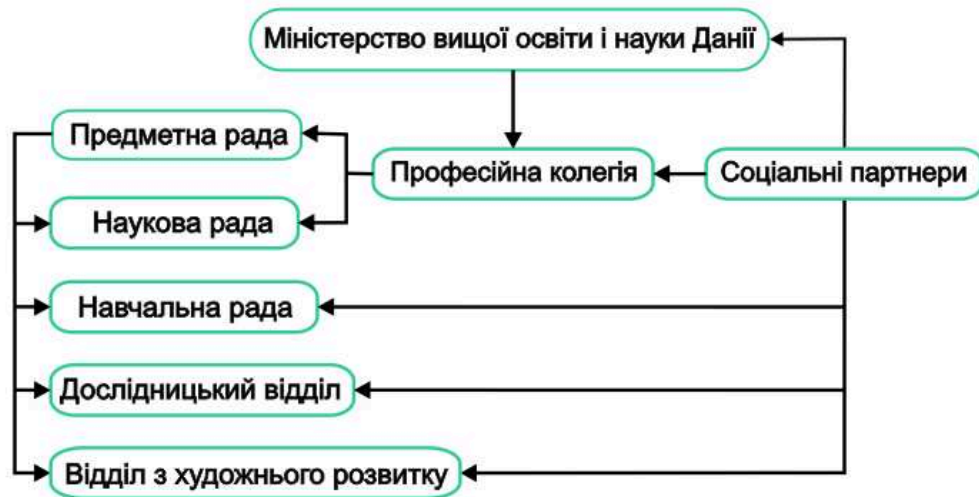 Міністерство вищої освіти і науки Данії
Предметна рада
Професійна колегія
Соціальні партнери
Наукова рада
Навчальна рада
Дослідницький відділ
Відділ з художнього розвитку